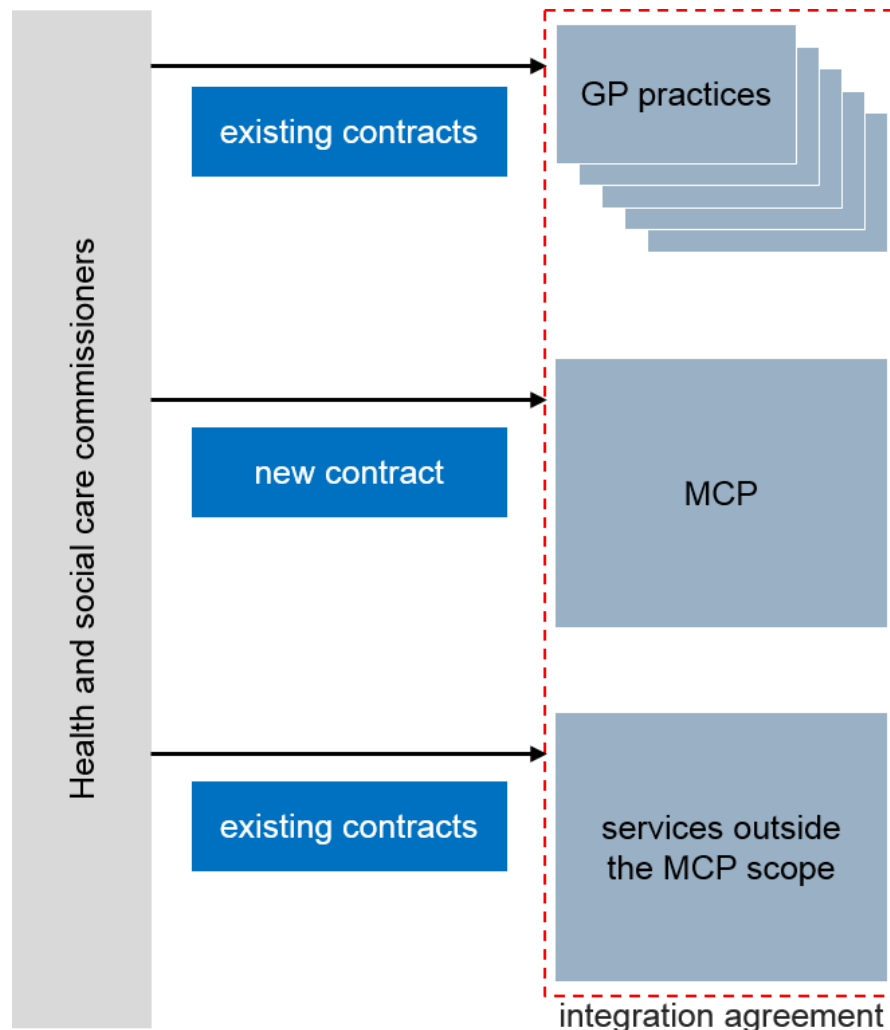 Health and social care commissioners
existing contracts
GP practices
new contract
MCP
existing contracts
services outside
the MCP scope
integration agreement